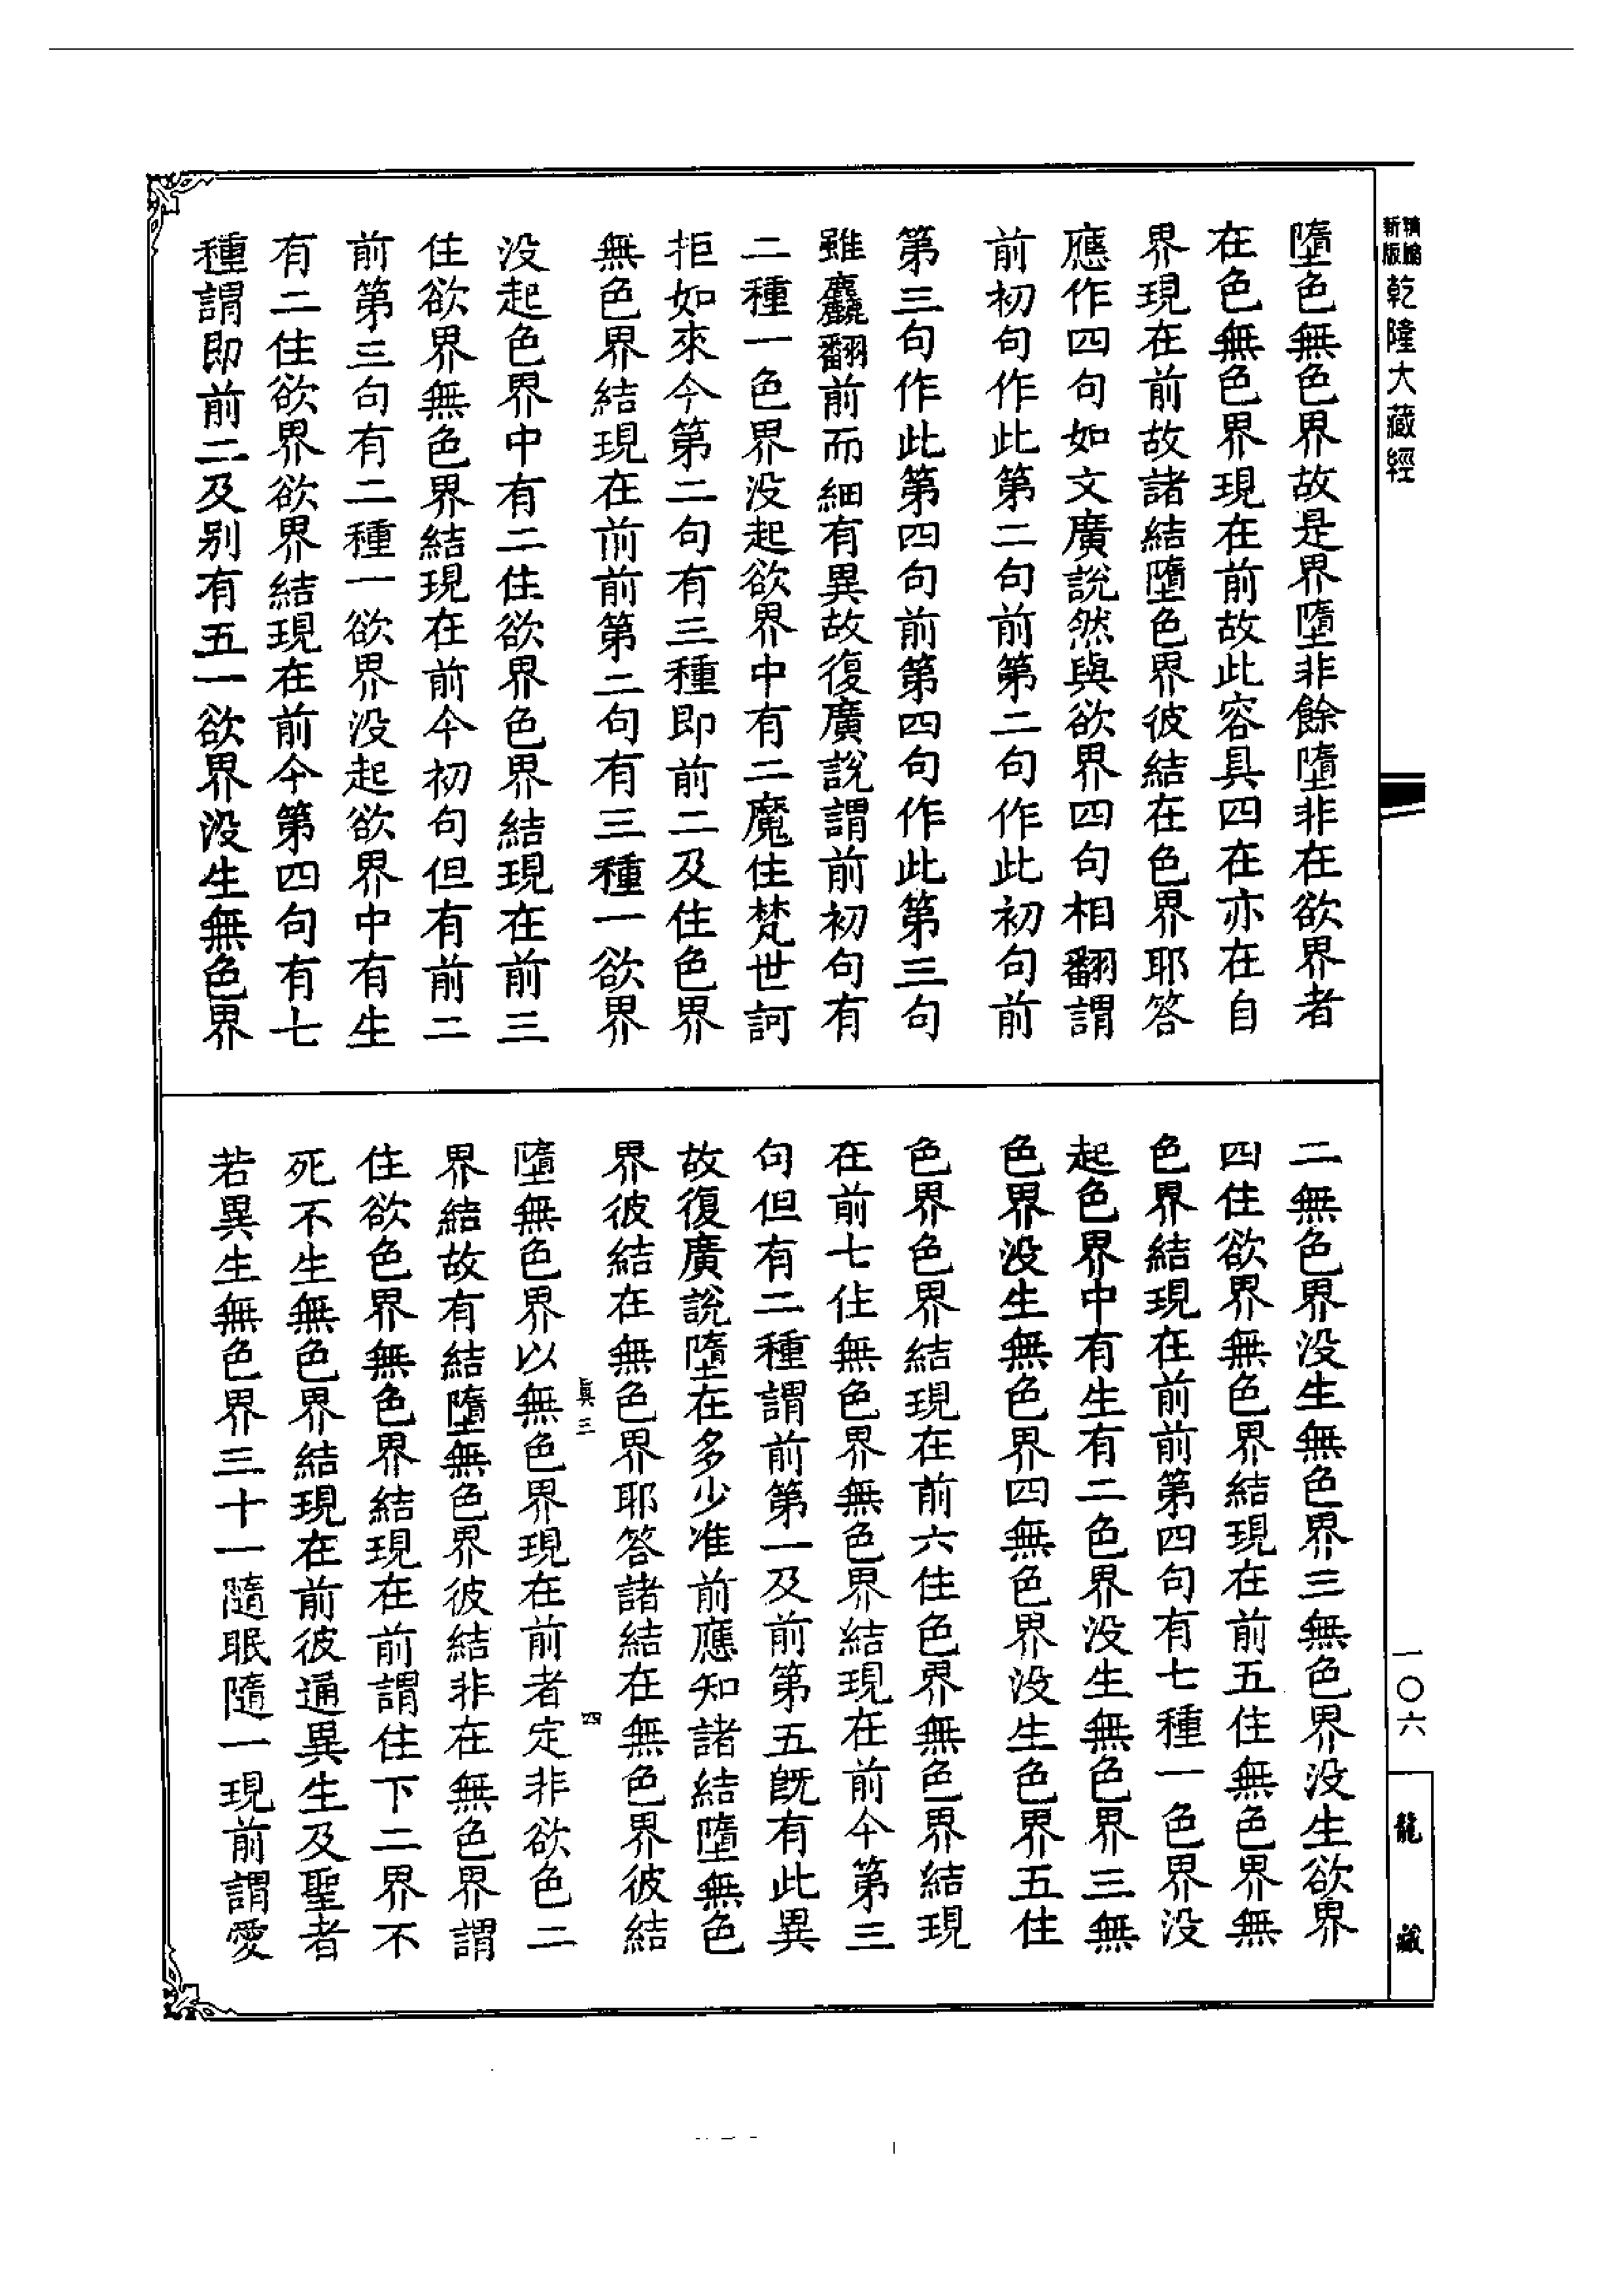 新版
精編
乾隆大藏經
墮色無色界故是界墮非餘墮非在欲界者
在色無色界現在前故此容具四在亦在自
界現在前故諸結墮色界彼結在色界耶答
應作四句如文廣說然與欲界四句相翻謂
前初句作此第二句前第二句作此初句前
第三句作此第四句前第四句作此第三句
雖麤翻前而細有異故復廣說謂前初句有
二種一色界没起欲界中有二魔住梵世訶
拒如來今第二句有三種即前二及住色界
無色界結現在前前第二句有三種一欲界
没起色界中有二住欲界色界結現在前三
住欲界無色界結現在前今初句但有前二
前第三句有二種一欲界没起欲界中有生
有二住欲界欲界結現在前今第四句有七
種謂即前二及别有五一欲界没生無色界
二無色界没生無色界三無色界没生欲界
四住欲界無色界結現在前五住無色界無
色界結現在前前第四句有七種一色界没
起色界中有生有二色界没生無色界三無
色界没生無色界四無色界没生色界五住
色界色界結現在前六住色界無色界結現
在前七住無色界無色界結現在前今第三
句但有二種謂前第一及前第五既有此異
故復廣說墮在多少准前應知諸結墮無色
界彼結在無色界耶答諸結在無色界彼結
墮無色界以無色界現在前者定非欲色二
界結故有結墮無色界彼結非在無色界謂
住欲色界無色界結現在前謂住下二界不
死不生無色界結現在前彼通異生及聖者
若異生無色界三十一隨眠隨一現前謂愛
眞三
四
一〇六
龍藏